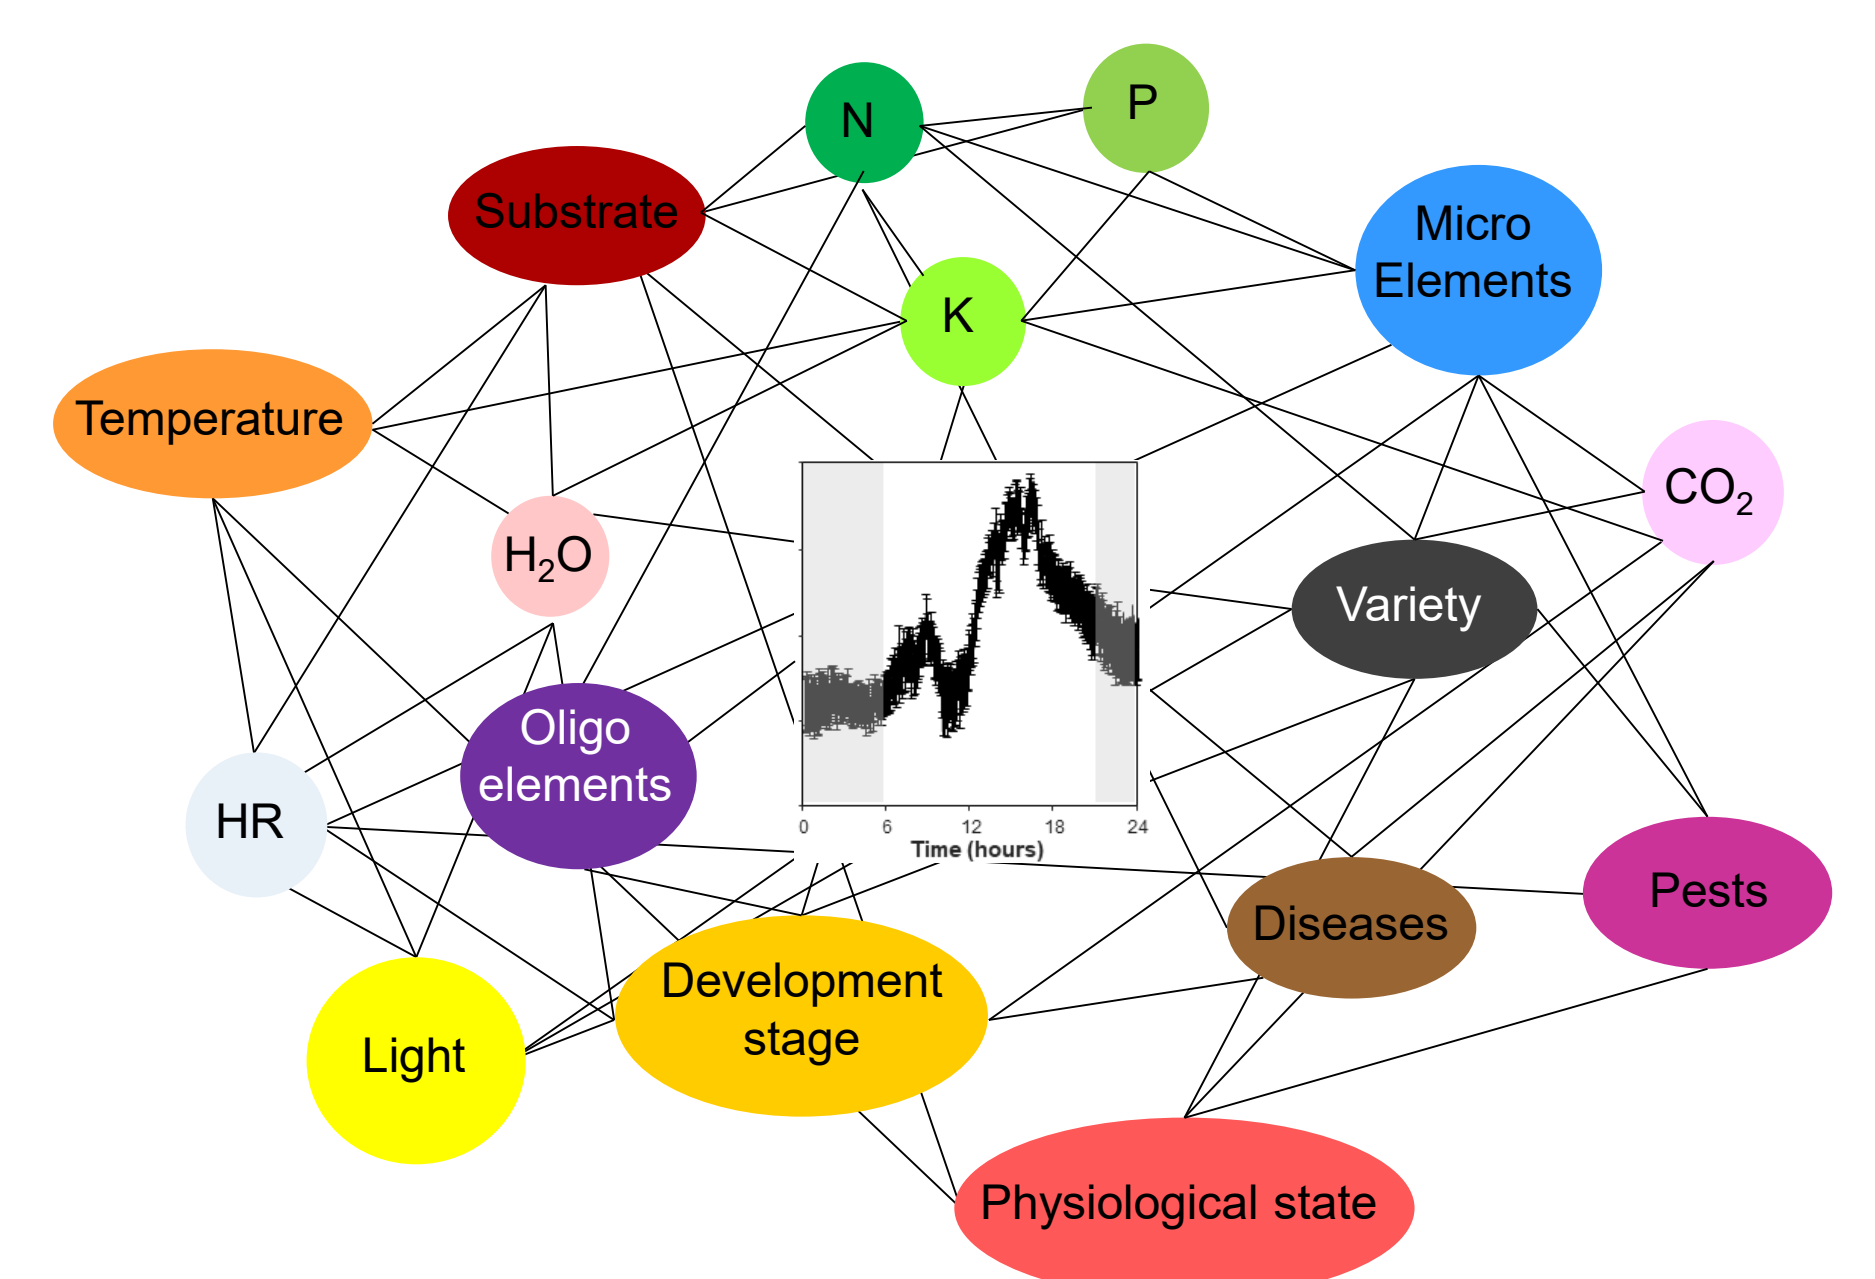 N
P
Substrate
Micro
Elements
K
Temperature
CO₂
H₂O
Variety
Oligo
elements
HR
0 6 12 18 24
Time (hours)
Pests
Diseases
Development
stage
Light
Physiological state